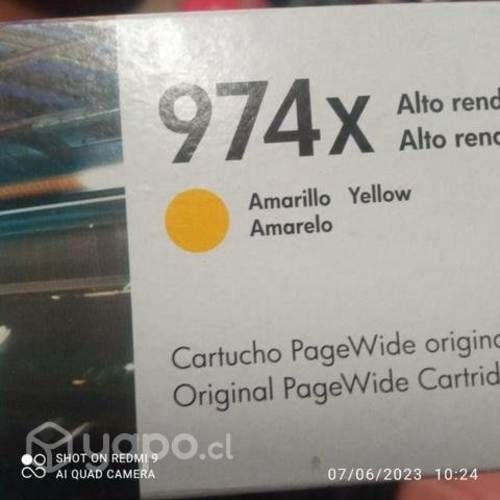 974x
Alto rend
Alto rend
Amarillo Yellow
Amarelo
Cartucho PageWide origina
Original PageWide Cartrid
yapo.cl
SHOT ON REDMI 9
AI QUAD CAMERA
07/06/2023 10:24